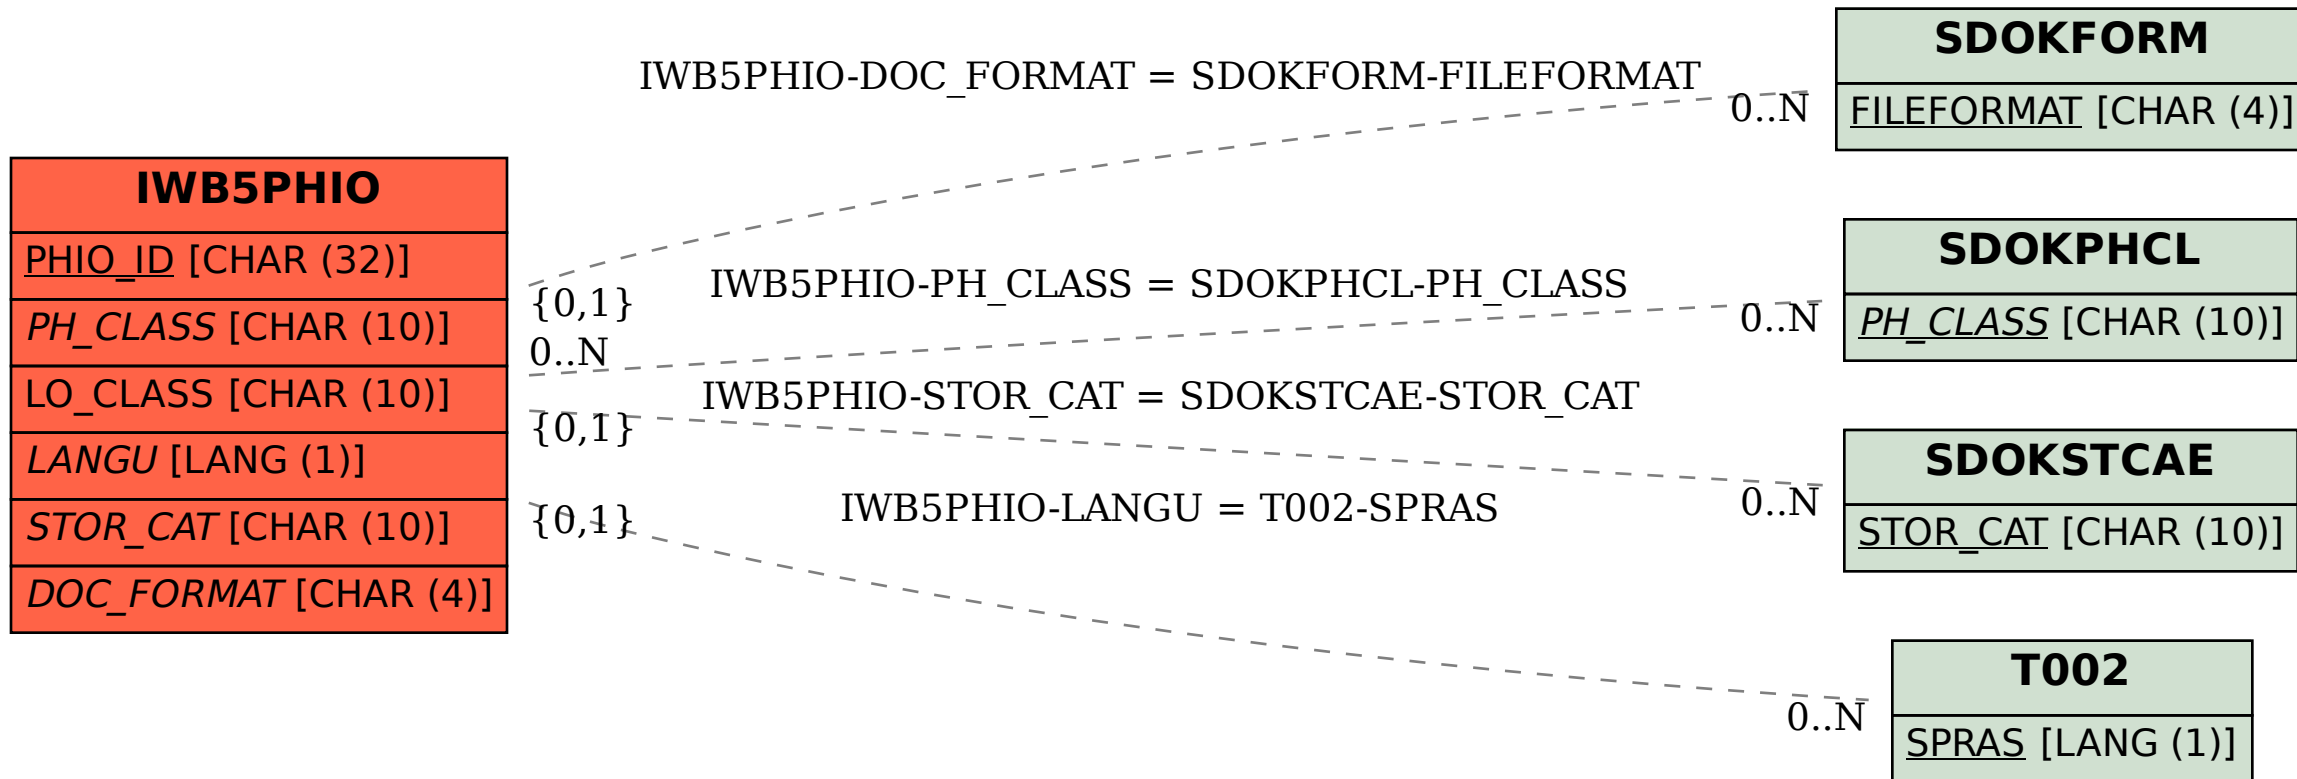 IWB5PHIO
PHIO_ID [CHAR (32)]
PH_CLASS [CHAR (10)]
LO_CLASS [CHAR (10)]
LANGU [LANG (1)]
STOR_CAT [CHAR (10)]
DOC_FORMAT [CHAR (4)]
IWB5PHIO-DOC_FORMAT = SDOKFORM-FILEFORMAT
0..N
{0,1}
IWB5PHIO-PH_CLASS = SDOKPHCL-PH_CLASS
0..N
0..N
IWB5PHIO-STOR_CAT = SDOKSTCAE-STOR_CAT
{0,1}
0..N
IWB5PHIO-LANGU = T002-SPRAS
{0,1}
0..N
SDOKFORM
FILEFORMAT [CHAR (4)]
SDOKPHCL
PH_CLASS [CHAR (10)]
SDOKSTCAE
STOR_CAT [CHAR (10)]
T002
SPRAS [LANG (1)]